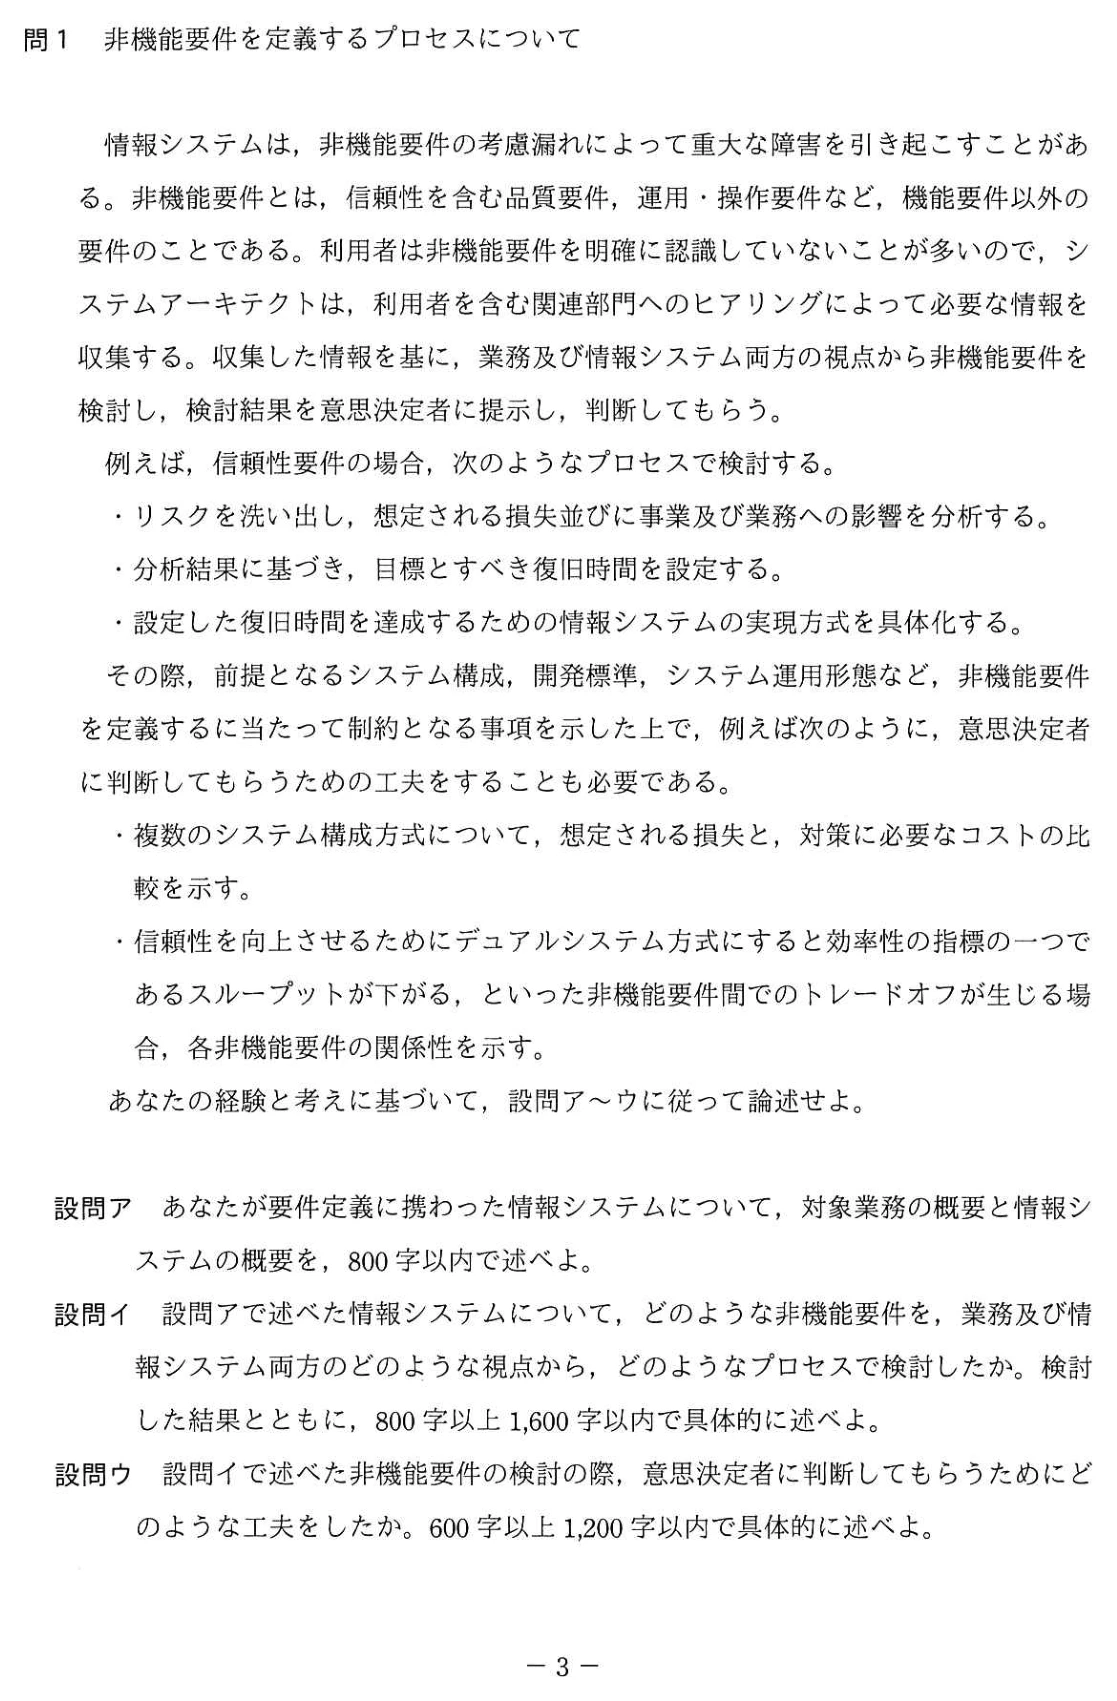 問1 非機能要件を定義するプロセスについて
情報システムは，非機能要件の考慮漏れによって重大な障害を引き起こすことがあ
る。非機能要件とは，信頼性を含む品質要件，運用・操作要件など，機能要件以外の
要件のことである。利用者は非機能要件を明確に認識していないことが多いので，シ
ステムアーキテクトは，利用者を含む関連部門へのヒアリングによって必要な情報を
収集する。収集した情報を基に，業務及び情報システム両方の視点から非機能要件を
検討し，検討結果を意思決定者に提示し，判断してもらう。
例えば，信頼性要件の場合，次のようなプロセスで検討する。
・リスクを洗い出し，想定される損失並びに事業及び業務への影響を分析する。
・分析結果に基づき，目標とすべき復旧時間を設定する。
・設定した復旧時間を達成するための情報システムの実現方式を具体化する。
その際，前提となるシステム構成，開発標準，システム運用形態など，非機能要件
を定義するに当たって制約となる事項を示した上で，例えば次のように，意思決定者
に判断してもらうための工夫をすることも必要である。
・複数のシステム構成方式について，想定される損失と，対策に必要なコストの比
較を示す。
・信頼性を向上させるためにデュアルシステム方式にすると効率性の指標の一つで
あるスループットが下がる，といった非機能要件間でのトレードオフが生じる場
合，各非機能要件の関係性を示す。
あなたの経験と考えに基づいて，設問ア～ウに従って論述せよ。
設問ア あなたが要件定義に携わった情報システムについて，対象業務の概要と情報シ
ステムの概要を，800字以内で述べよ。
設問イ 設問アで述べた情報システムについて，どのような非機能要件を，業務及び情
報システム両方のどのような視点から，どのようなプロセスで検討したか。検討
した結果とともに，800字以上1,600字以内で具体的に述べよ。
設問ウ 設問イで述べた非機能要件の検討の際，意思決定者に判断してもらうためにど
のような工夫をしたか。600字以上1,200字以内で具体的に述べよ。
－3－